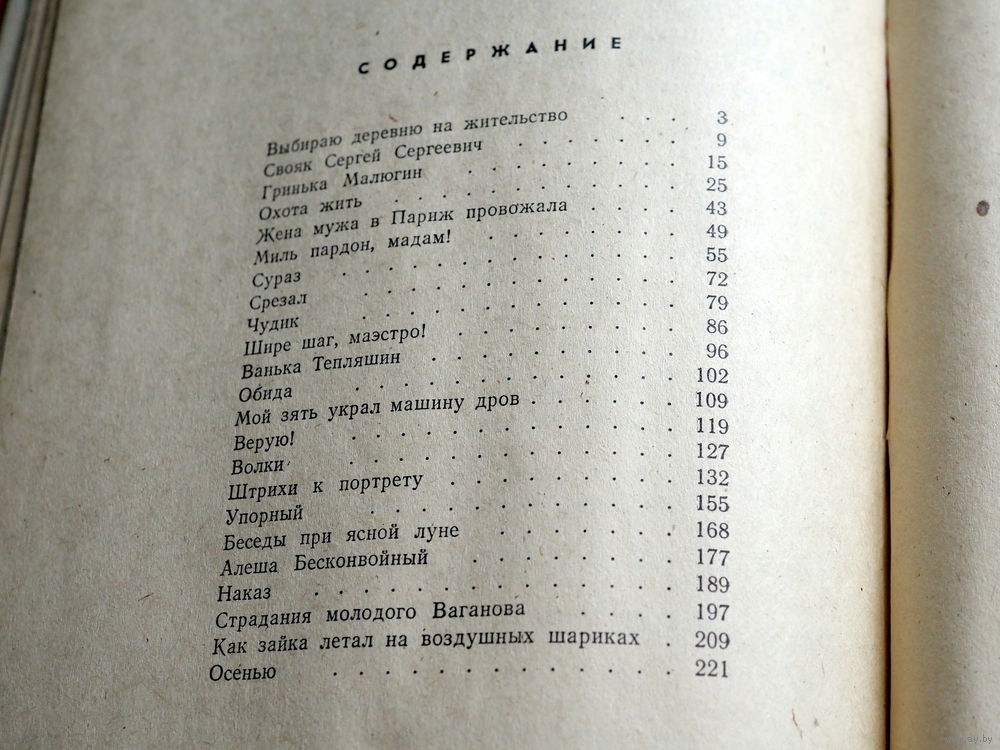 СОДЕРЖАНИЕ
Выбираю деревню на жительство . . . 3
Свояк Сергей Сергеевич . . . . . . 9
Гринька Малюгин . . . . . . . 15
Охота жить . . . . . . . . . 25
Жена мужа в Париж провожала . . . . 43
Миль пардон, мадам! . . . . . . . 49
Сураз . . . . . . . . . . . . 55
Срезал . . . . . . . . . . . 72
Чудик . . . . . . . . . . . 79
Шире шаг, маэстро! . . . . . . . . 86
Ванька Тепляшин . . . . . . . . . 96
Обида . . . . . . . . . . . . 102
Мой зять украл машину дров . . . . . . 109
Верую! . . . . . . . . . . . . . 119
Волки . . . . . . . . . . . . . 127
Штрихи к портрету . . . . . . . . . 132
Упорный . . . . . . . . . . . . 155
Беседы при ясной луне . . . . . . . 168
Алеша Бесконвойный . . . . . . . 177
Наказ . . . . . . . . . . . . . 189
Страдания молодого Ваганова . . . . 197
Как зайка летал на воздушных шариках . 209
Осенью . . . . . . . . . . . . . 221